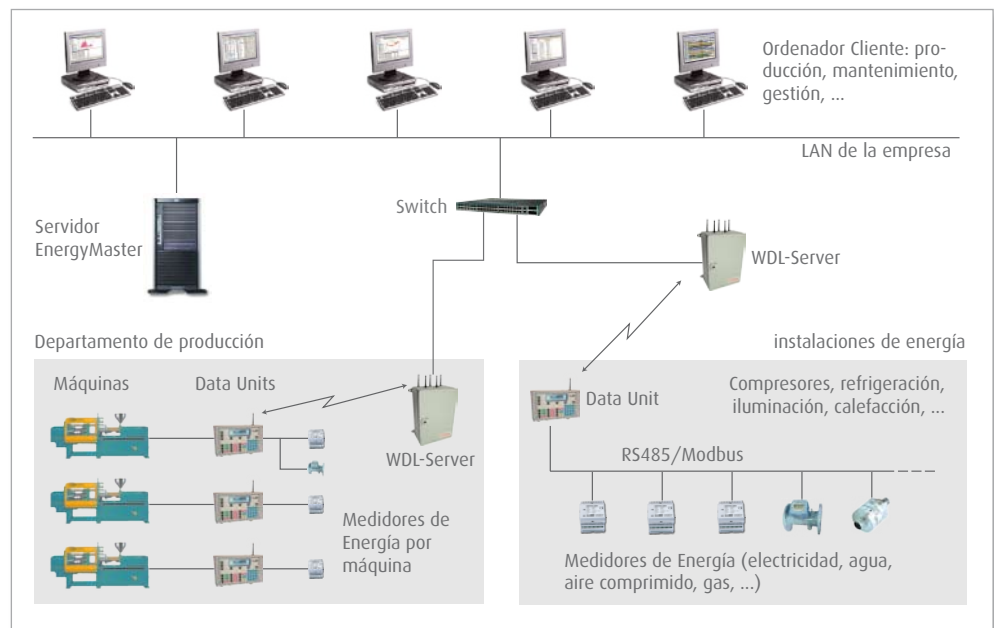 Ordenador Cliente: pro-
ducción, mantenimiento,
gestión, ...
LAN de la empresa
Switch
Servidor
EnergyMaster
WDL-Server
Departamento de producción
instalaciones de energía
Máquinas
Data Units
Compresores, refrigeración,
iluminación, calefacción, ...
Data Unit
WDL-Server
RS485/Modbus
Medidores de
Energía por
máquina
Medidores de Energía (electricidad, agua,
aire comprimido, gas, ...)